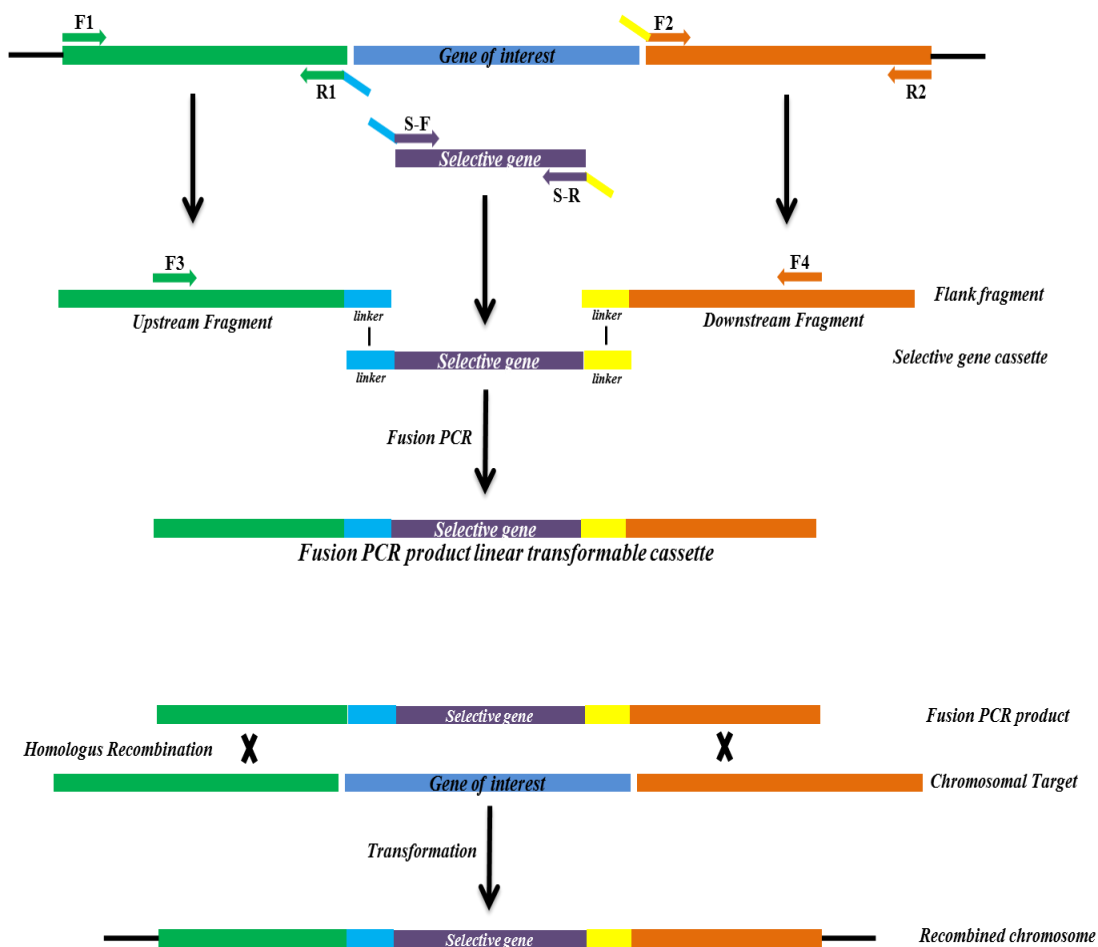 F1
F2
Gene of interest
R1
R2
S-F
Selective gene
S-R
F3
F4
Flank fragment
Upstream Fragment
linker
linker
Downstream Fragment
Selective gene
Selective gene cassette
linker
linker
Fusion PCR
Selective gene
Fusion PCR product linear transformable cassette
Selective gene
Fusion PCR product
Homologus Recombination
Gene of interest
Chromosomal Target
Transformation
Selective gene
Recombined chromosome